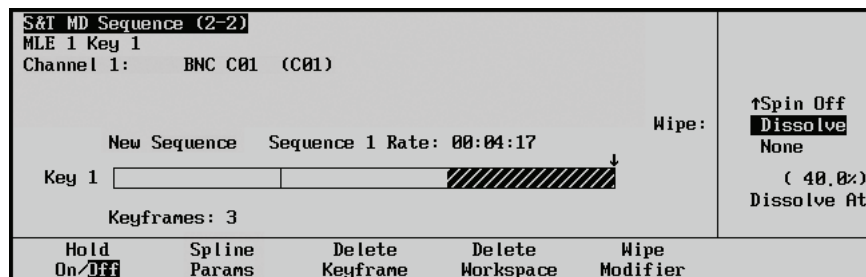 S&T MD Sequence (2-2)
MLE 1 Key 1
Channel 1: BNC C01 (C01)
↑Spin Off
Wipe: Dissolve
None
New Sequence Sequence 1 Rate: 00:04:17
Key 1
( 40.0%)
Dissolve At
Keyframes: 3
Hold Spline Delete Delete Wipe
On/Off Params Keyframe Workspace Modifier